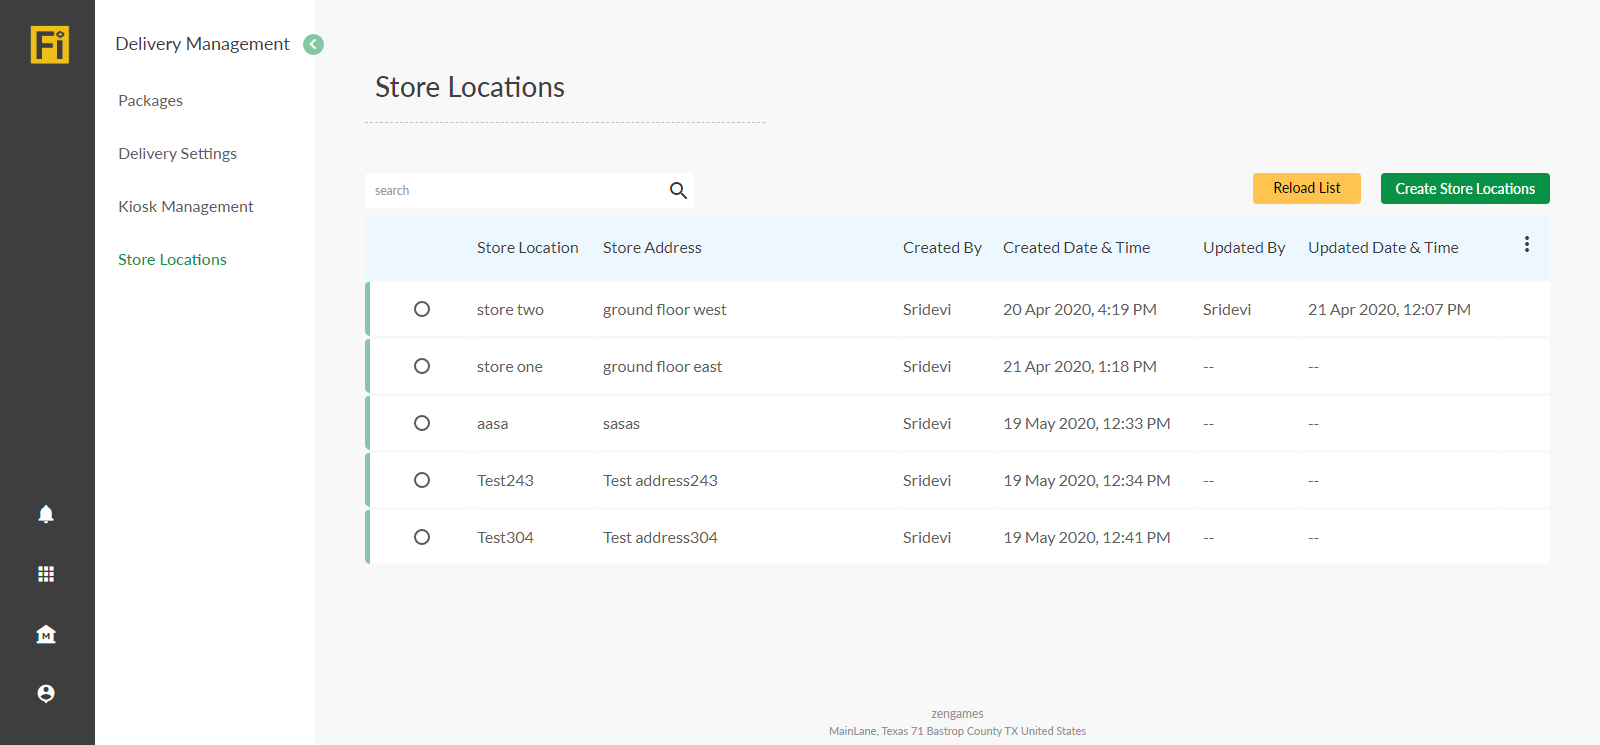 Fi
Delivery Management
Packages
Delivery Settings
Kiosk Management
Store Locations
M
Store Locations
search
Reload List
Create Store Locations
Store Location Store Address Created By Created Date & Time Updated By Updated Date & Time
store two ground floor west Sridevi 20 Apr 2020, 4:19 PM Sridevi 21 Apr 2020, 12:07 PM
store one ground floor east Sridevi 21 Apr 2020, 1:18 PM -- --
aasa sasas Sridevi 19 May 2020, 12:33 PM -- --
Test243 Test address243 Sridevi 19 May 2020, 12:34 PM -- --
Test304 Test address304 Sridevi 19 May 2020, 12:41 PM -- --
zengames
MainLane, Texas 71 Bastrop County TX United States